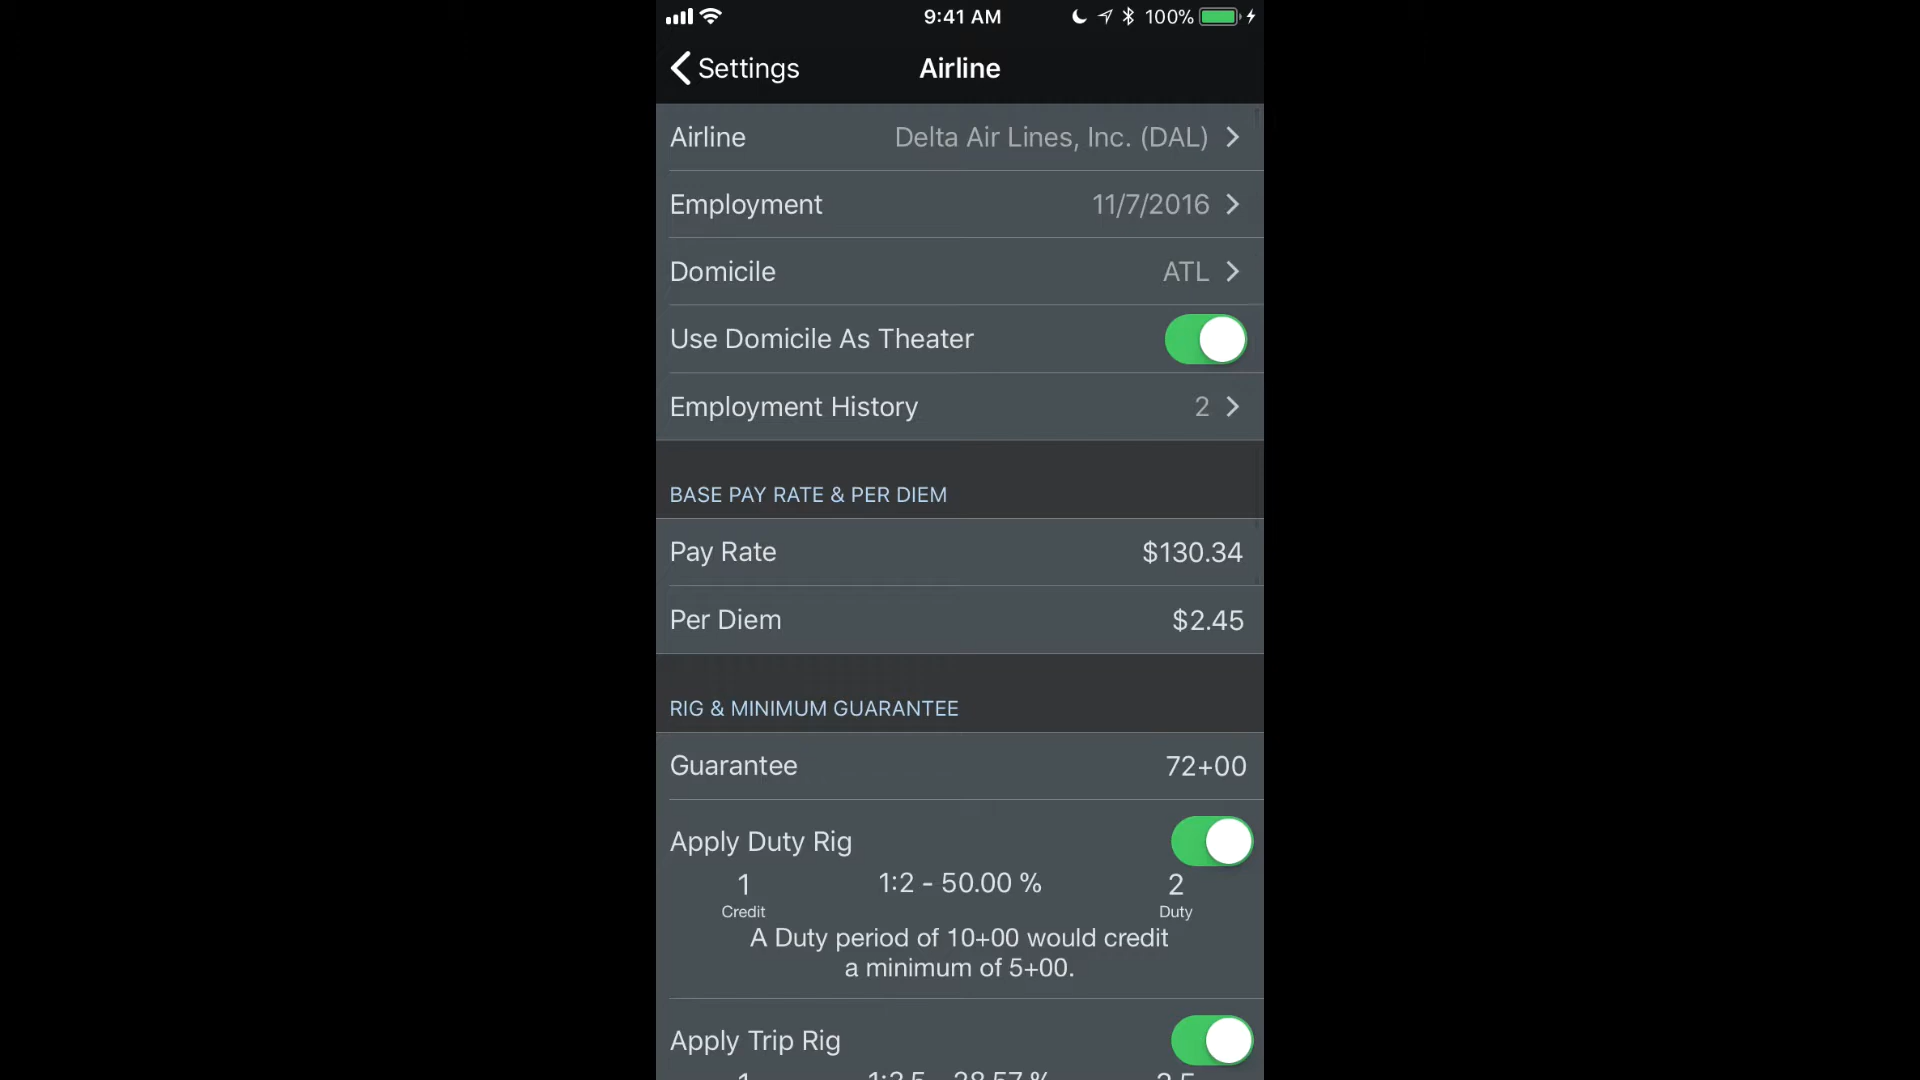 9:41 AM
100%
Settings
Airline
Airline
Delta Air Lines, Inc. (DAL)
Employment
11/7/2016
Domicile
ATL
Use Domicile As Theater
Employment History
2
BASE PAY RATE & PER DIEM
Pay Rate
$130.34
Per Diem
$2.45
RIG & MINIMUM GUARANTEE
Guarantee
72+00
Apply Duty Rig
1
1:2 - 50.00 %
2
Credit
Duty
A Duty period of 10+00 would credit
a minimum of 5+00.
Apply Trip Rig
1
1:3.5 - 28.57 %
3.5